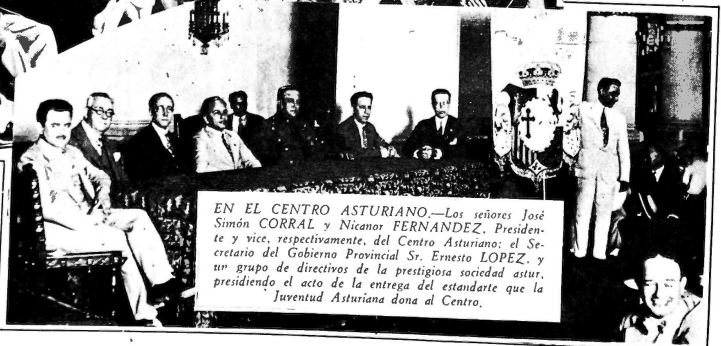 EN EL CENTRO ASTURIANO.—Los señores José
Simón CORRAL y Nicanor FERNANDEZ, Presiden-
te y vice, respectivamente, del Centro Asturiano; el Se-
cretario del Gobierno Provincial Sr. Ernesto LOPEZ, y
un grupo de directivos de la prestigiosa sociedad astur,
presidiendo el acto de la entrega del estandarte que la
Juventud Asturiana dona al Centro.